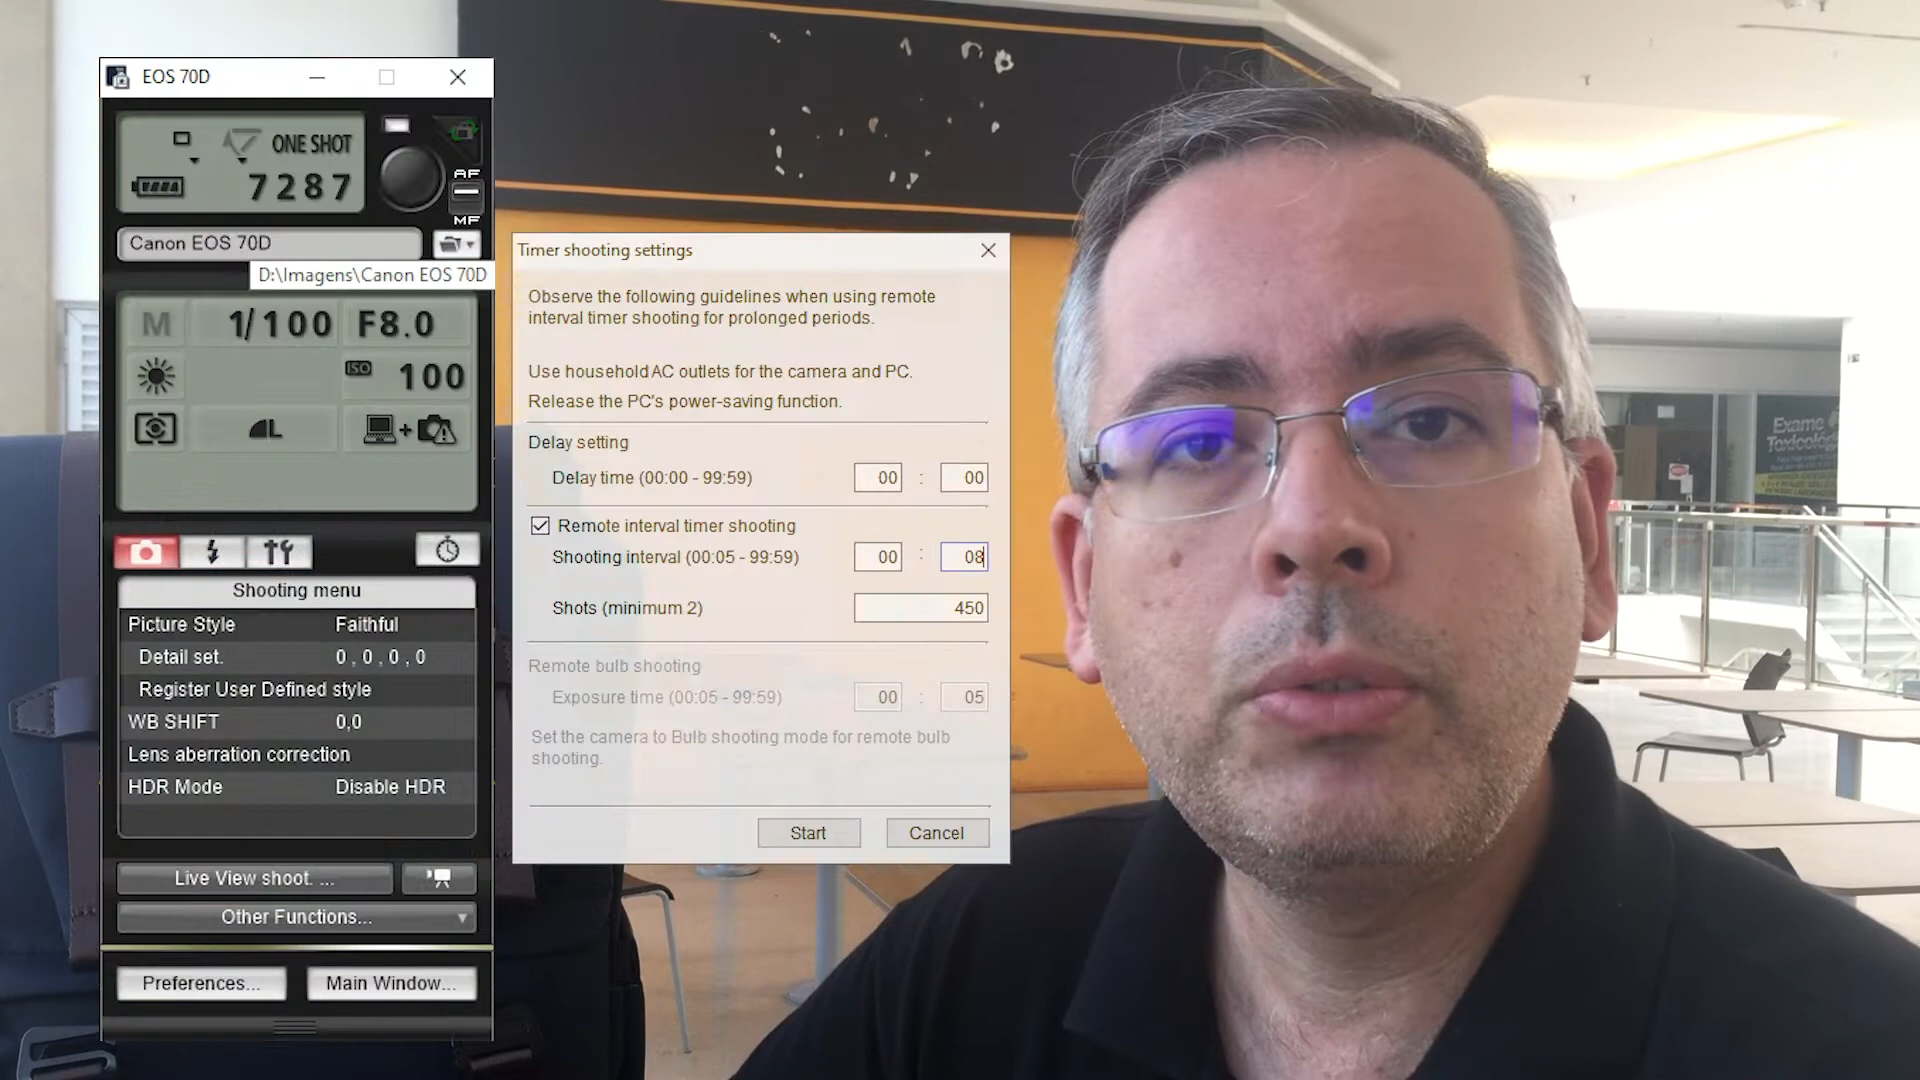 EOS 70D
ONE SHOT
7287
AF
MF
Canon EOS 70D
D:\Imagens\Canon EOS 70D
M 1/100 F8.0
ISO 100
L
+
Shooting menu
Picture Style Faithful
Detail set. 0 , 0 , 0 , 0
Register User Defined style
WB SHIFT 0,0
Lens aberration correction
HDR Mode Disable HDR
Live View shoot. ...
Other Functions...
Preferences... Main Window...
Timer shooting settings
Observe the following guidelines when using remote
interval timer shooting for prolonged periods.
Use household AC outlets for the camera and PC.
Release the PC's power-saving function.
Delay setting
Delay time (00:00 - 99:59) 00 : 00
Remote interval timer shooting
Shooting interval (00:05 - 99:59) 00 : 08
Shots (minimum 2) 450
Remote bulb shooting
Exposure time (00:05 - 99:59) 00 : 05
Set the camera to Bulb shooting mode for remote bulb
shooting.
Start Cancel
Exame